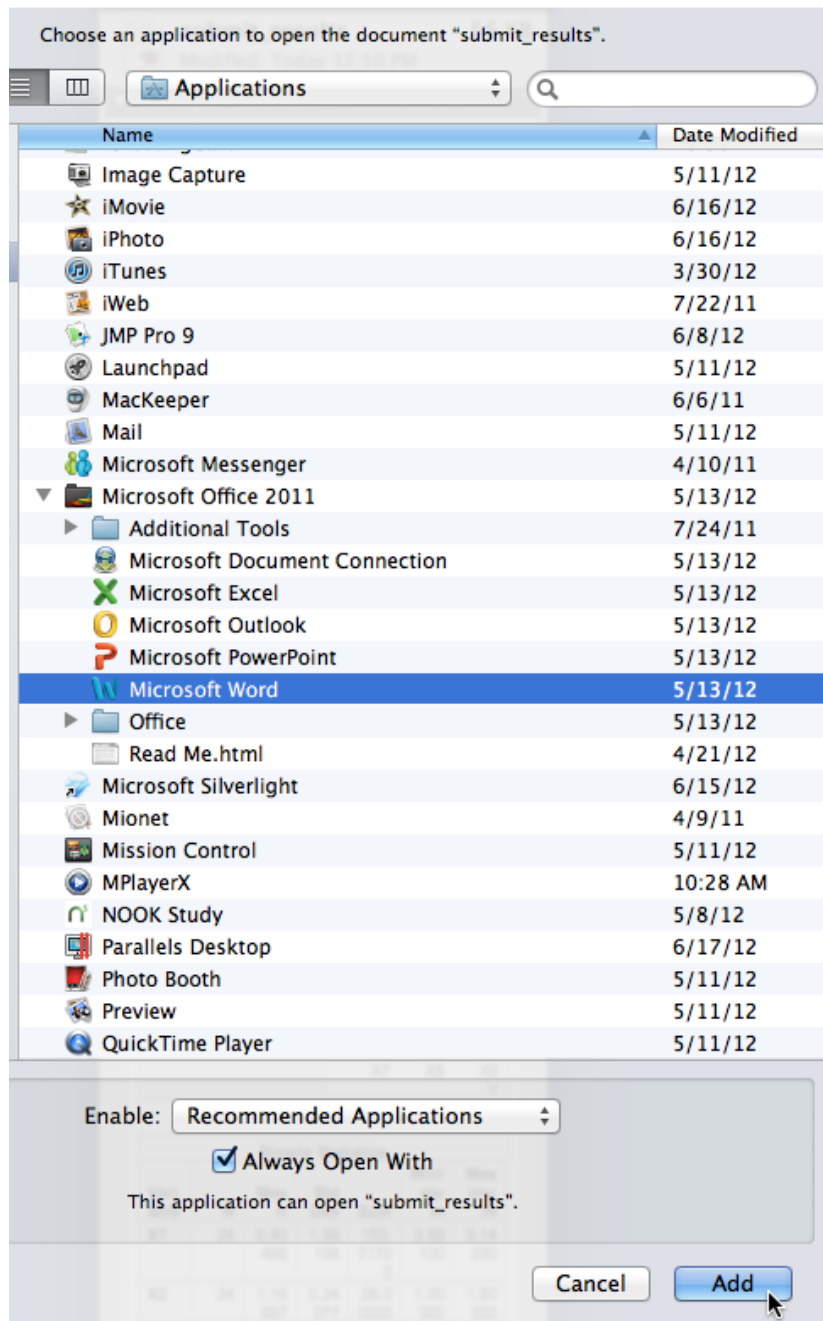 Choose an application to open the document “submit_results”.
Applications
Name Date Modified
Image Capture 5/11/12
iMovie 6/16/12
iPhoto 6/16/12
iTunes 3/30/12
iWeb 7/22/11
JMP Pro 9 6/8/12
Launchpad 5/11/12
MacKeeper 6/6/11
Mail 5/11/12
Microsoft Messenger 4/10/11
Microsoft Office 2011 5/13/12
Additional Tools 7/24/11
Microsoft Document Connection 5/13/12
Microsoft Excel 5/13/12
Microsoft Outlook 5/13/12
Microsoft PowerPoint 5/13/12
Microsoft Word 5/13/12
Office 5/13/12
Read Me.html 4/21/12
Microsoft Silverlight 6/15/12
Mionet 4/9/11
Mission Control 5/11/12
MPlayerX 10:28 AM
NOOK Study 5/8/12
Parallels Desktop 6/17/12
Photo Booth 5/11/12
Preview 5/11/12
QuickTime Player 5/11/12
Enable: Recommended Applications
Always Open With
This application can open “submit_results”.
Cancel Add